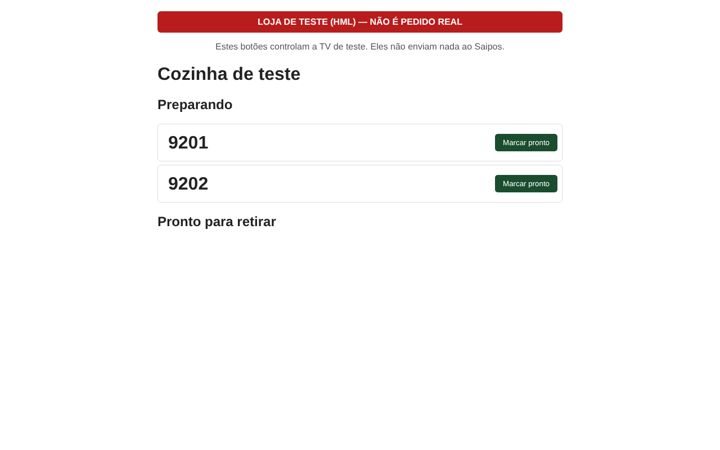 LOJA DE TESTE (HML) — NÃO É PEDIDO REAL
Estes botões controlam a TV de teste. Eles não enviam nada ao Saipos.
Cozinha de teste
Preparando
9201
Marcar pronto
9202
Marcar pronto
Pronto para retirar